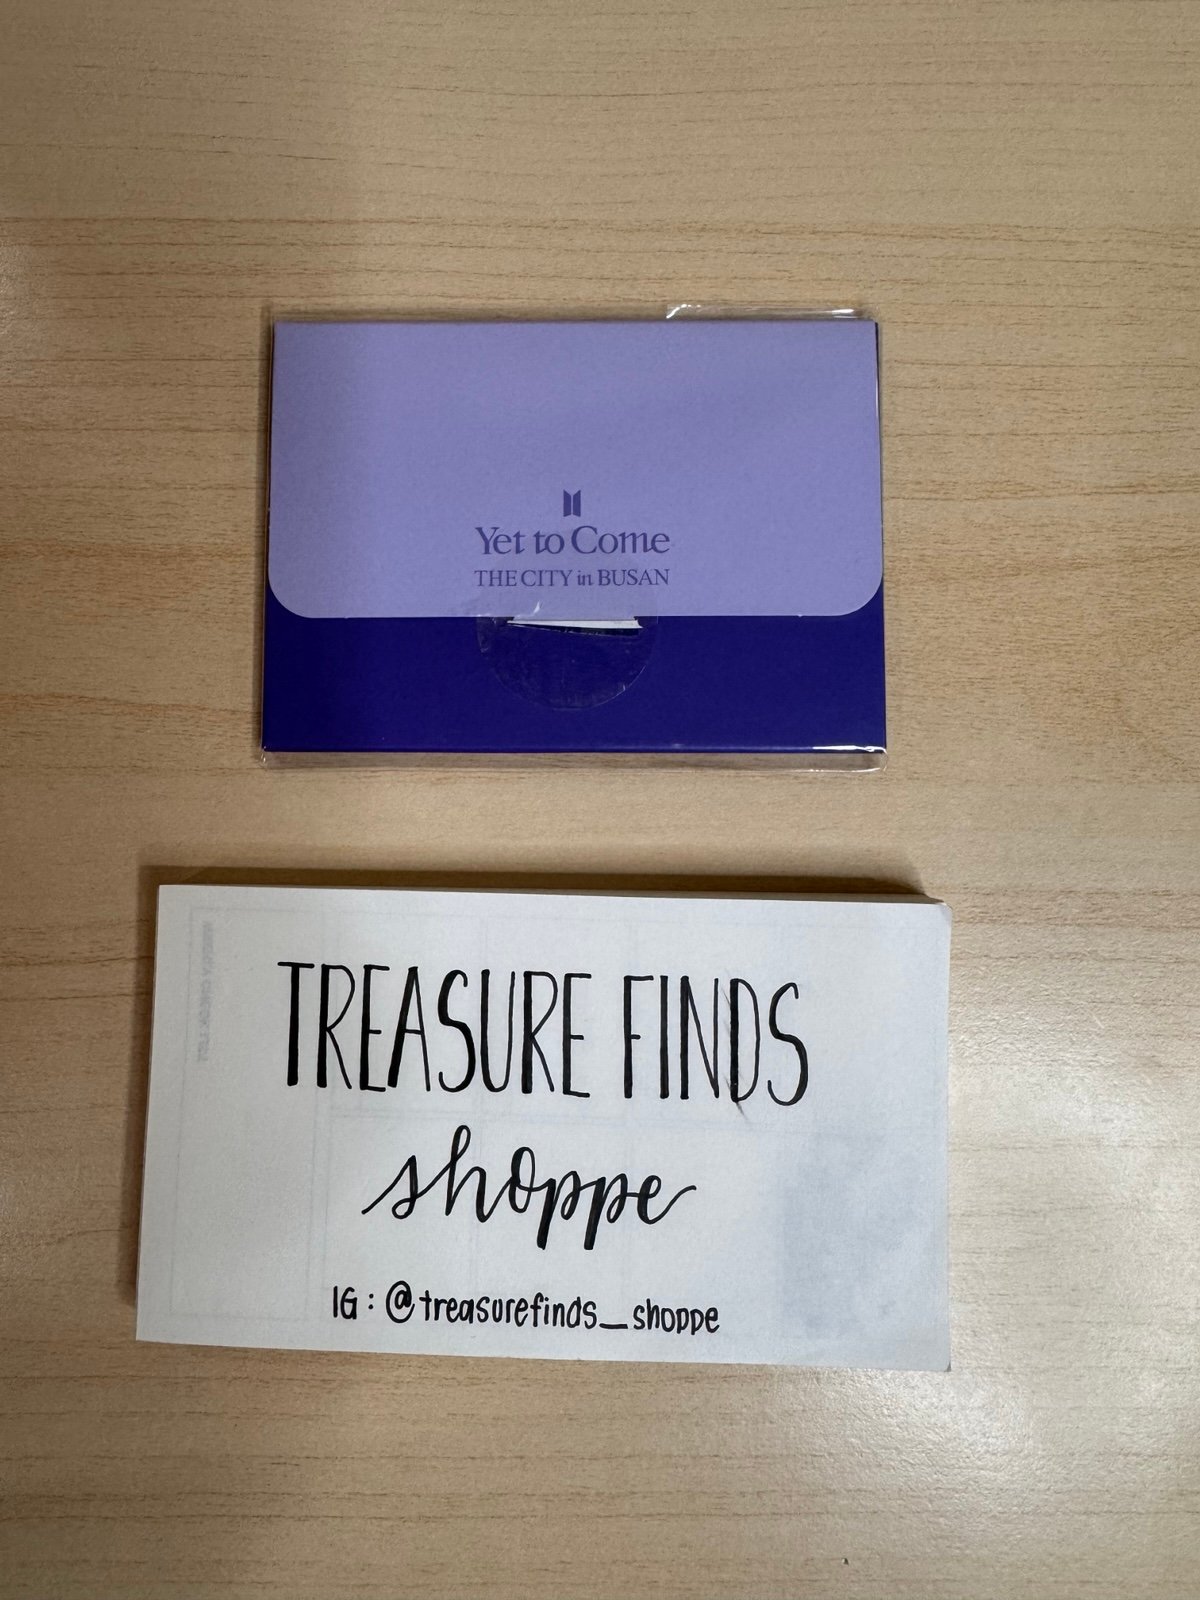 Yet to Come
THE CITY in BUSAN
TREASURE FINDS
shoppe
IG: @treasurefinds_shoppe